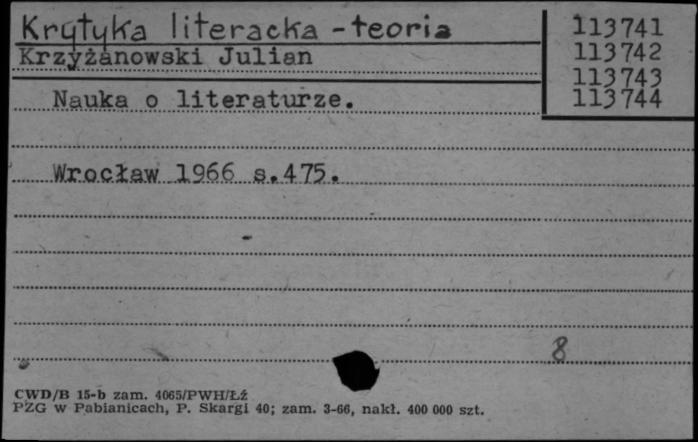 Krytyka literacka - teoria
113741
Krzyżanowski Julian
113742
113743
Nauka o literaturze.
113744
Wrocław 1966 s.475.
8
CWD/B 15-b zam. 4065/PWH/Łż
PZG w Pabianicach, P. Skargi 40; zam. 3-66, nakł. 400 000 szt.